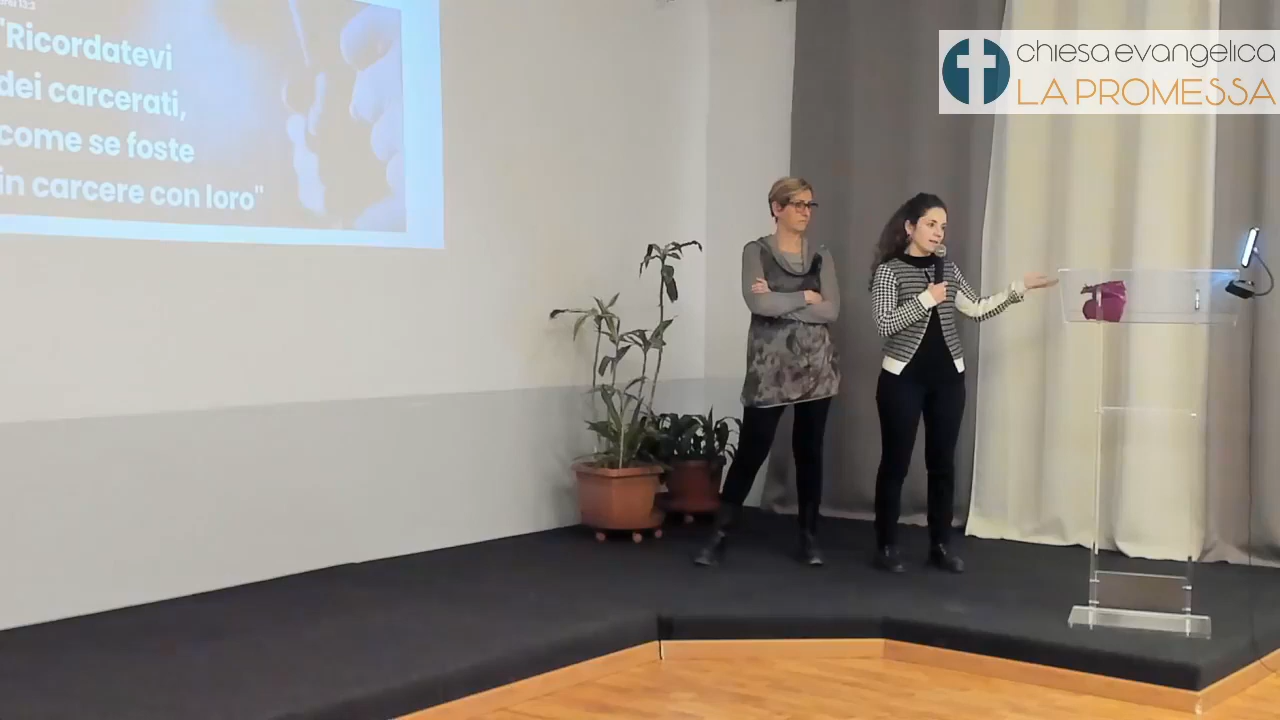 "Ricordatevi
dei carcerati,
come se foste
in carcere con loro"
chiesa evangelica
LA PROMESSA